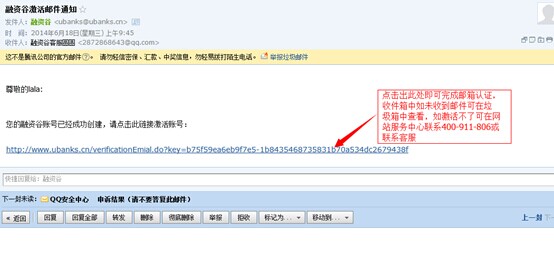 融资谷激活邮件通知
发件人：融资谷 <ubanks@ubanks.cn>
时 间：2014年6月18日(星期三) 上午9:45
收件人：融资谷客服 <2872868643@qq.com>
这不是腾讯公司的官方邮件。 请勿轻信密保、汇款、中奖信息，勿轻易拨打陌生电话。 举报垃圾邮件
尊敬的lala:
点击出此处即可完成邮箱认证。
收件箱中如未收到邮件可在垃
圾箱中查看，如激活不了可在网
站服务中心联系400-911-806或
联系客服
您的融资谷账号已经成功创建，请点击此链接激活账号：
http://www.ubanks.cn/verificationEmial.do?key=b75f59ea6eb9f7e5-1b8435468735831b70a534dc2679438f
快捷回复给：融资谷
下一封未读： QQ安全中心 申诉结果（请不要答复此邮件）
« 返回 回复 回复全部 转发 删除 彻底删除 举报 拒收 标记为... 移动到... 上一封 下一